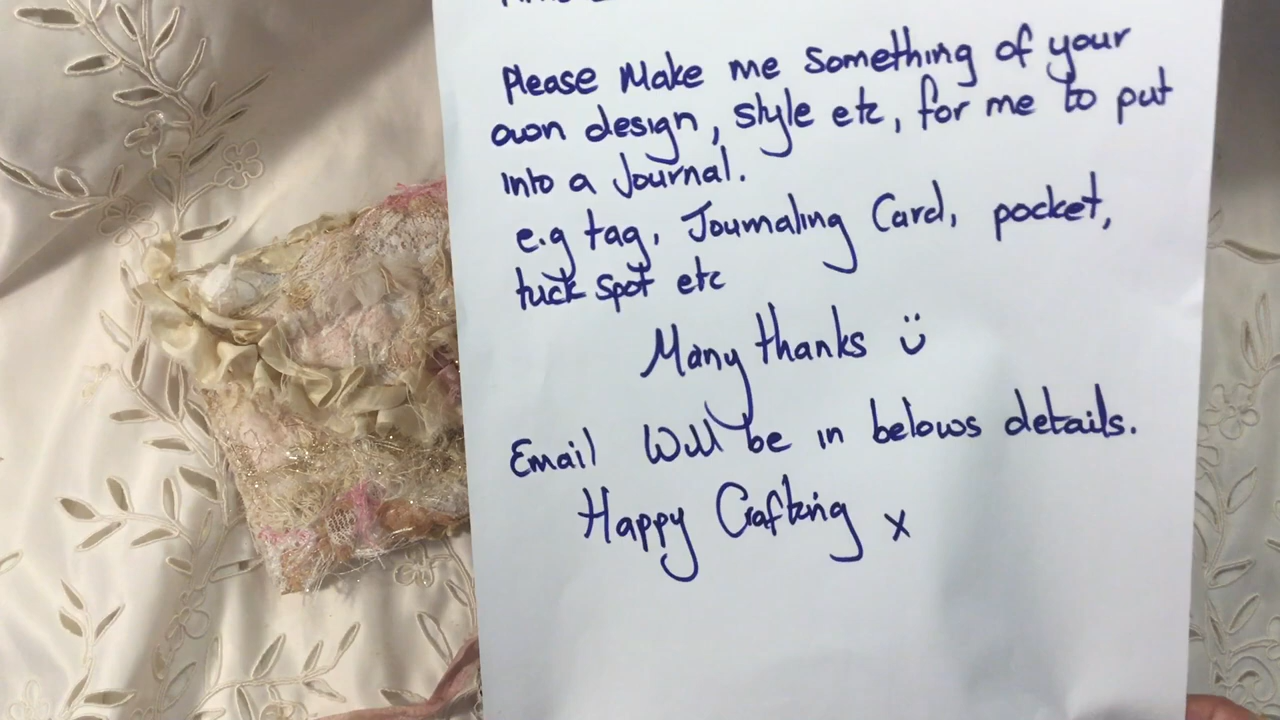 Please Make me something of your
own design, style etc, for me to put
into a Journal.
e.g tag, Journaling Card, pocket,
tuck spot etc
Many thanks ü
Email Will be in belows details.
Happy Crafting x